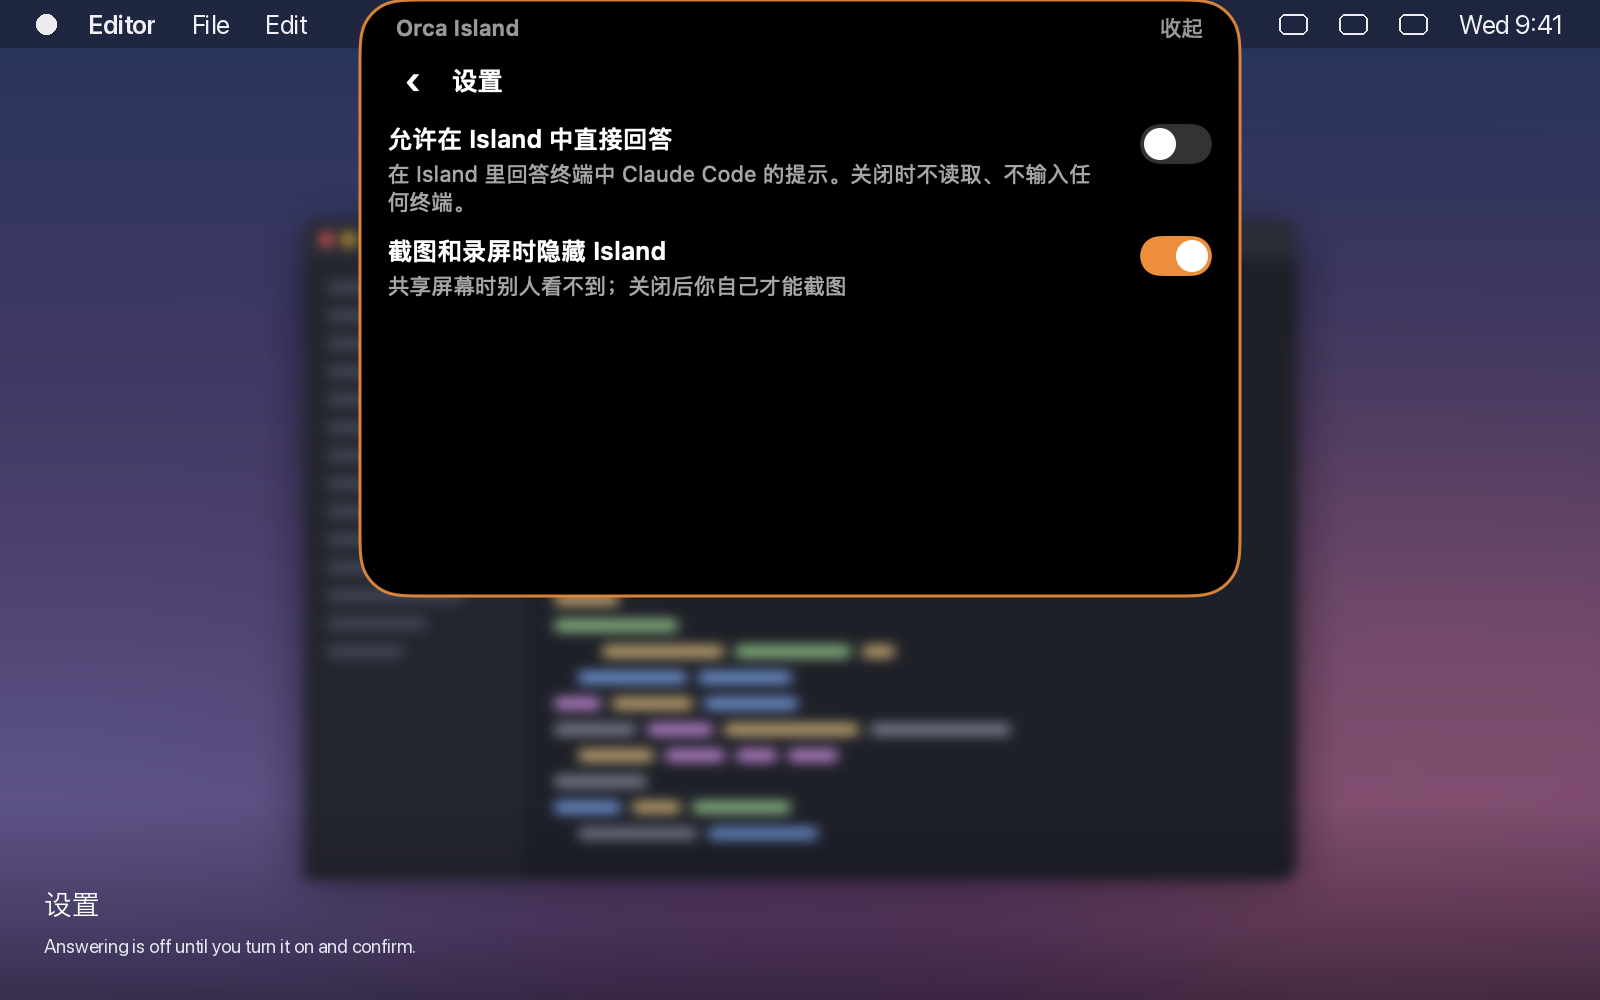 Editor File Edit
Wed 9:41
Orca Island
收起
设置
允许在 Island 中直接回答
在 Island 里回答终端中 Claude Code 的提示。关闭时不读取、不输入任
何终端。
截图和录屏时隐藏 Island
共享屏幕时别人看不到；关闭后你自己才能截图
设置
Answering is off until you turn it on and confirm.